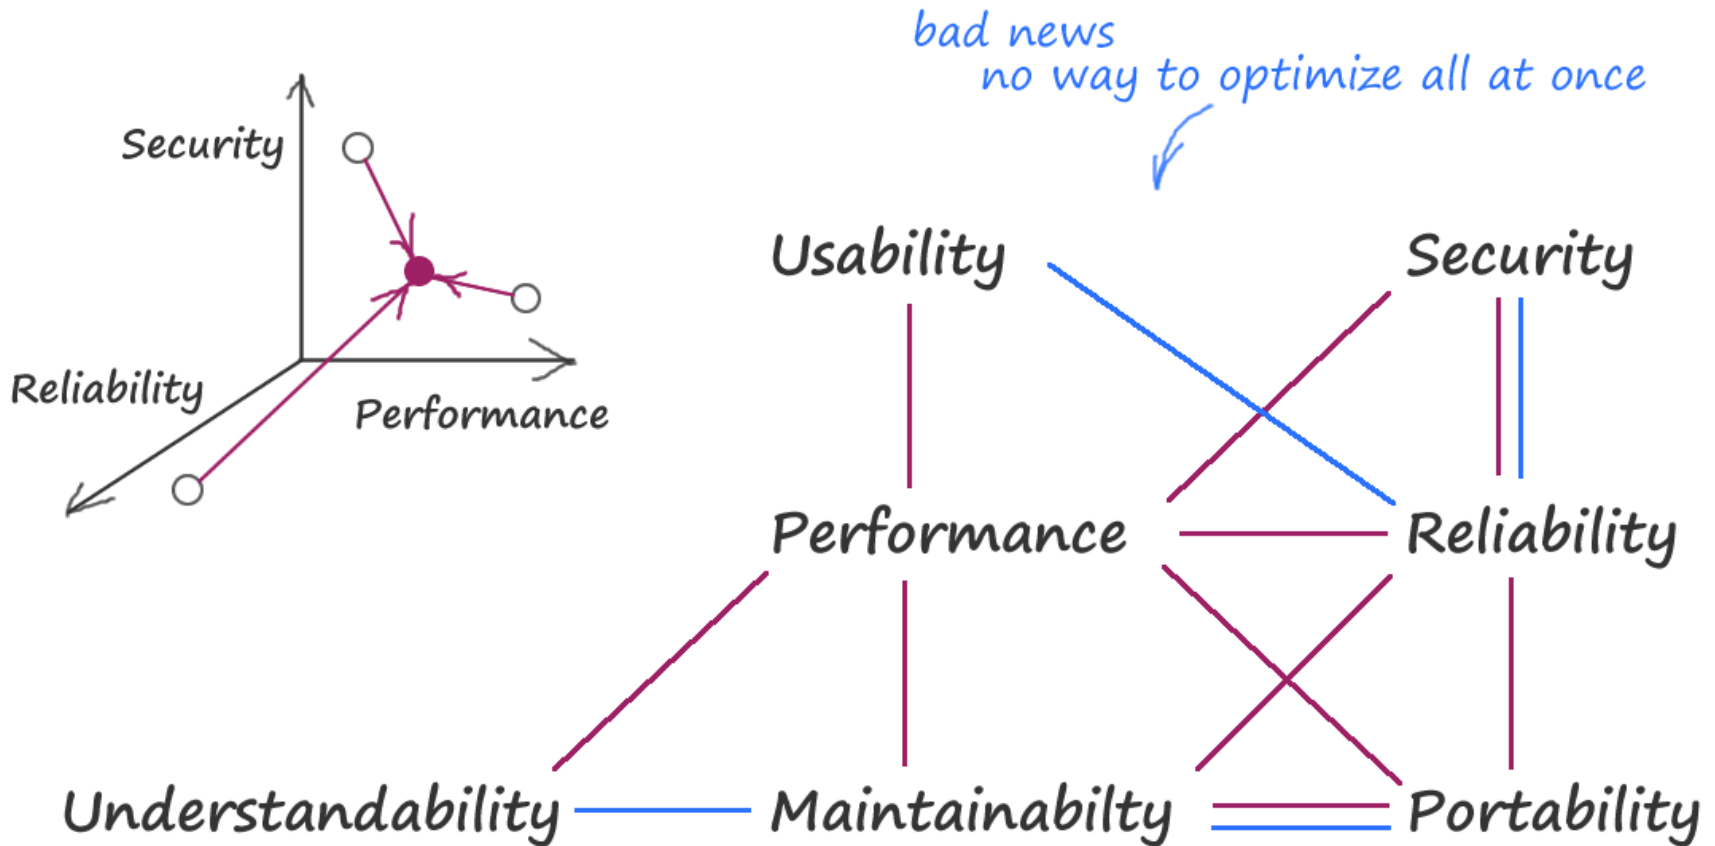 bad news
no way to optimize all at once
Security
Reliability
Performance
Usability
Security
Performance
Reliability
Understandability
Maintainabilty
Portability